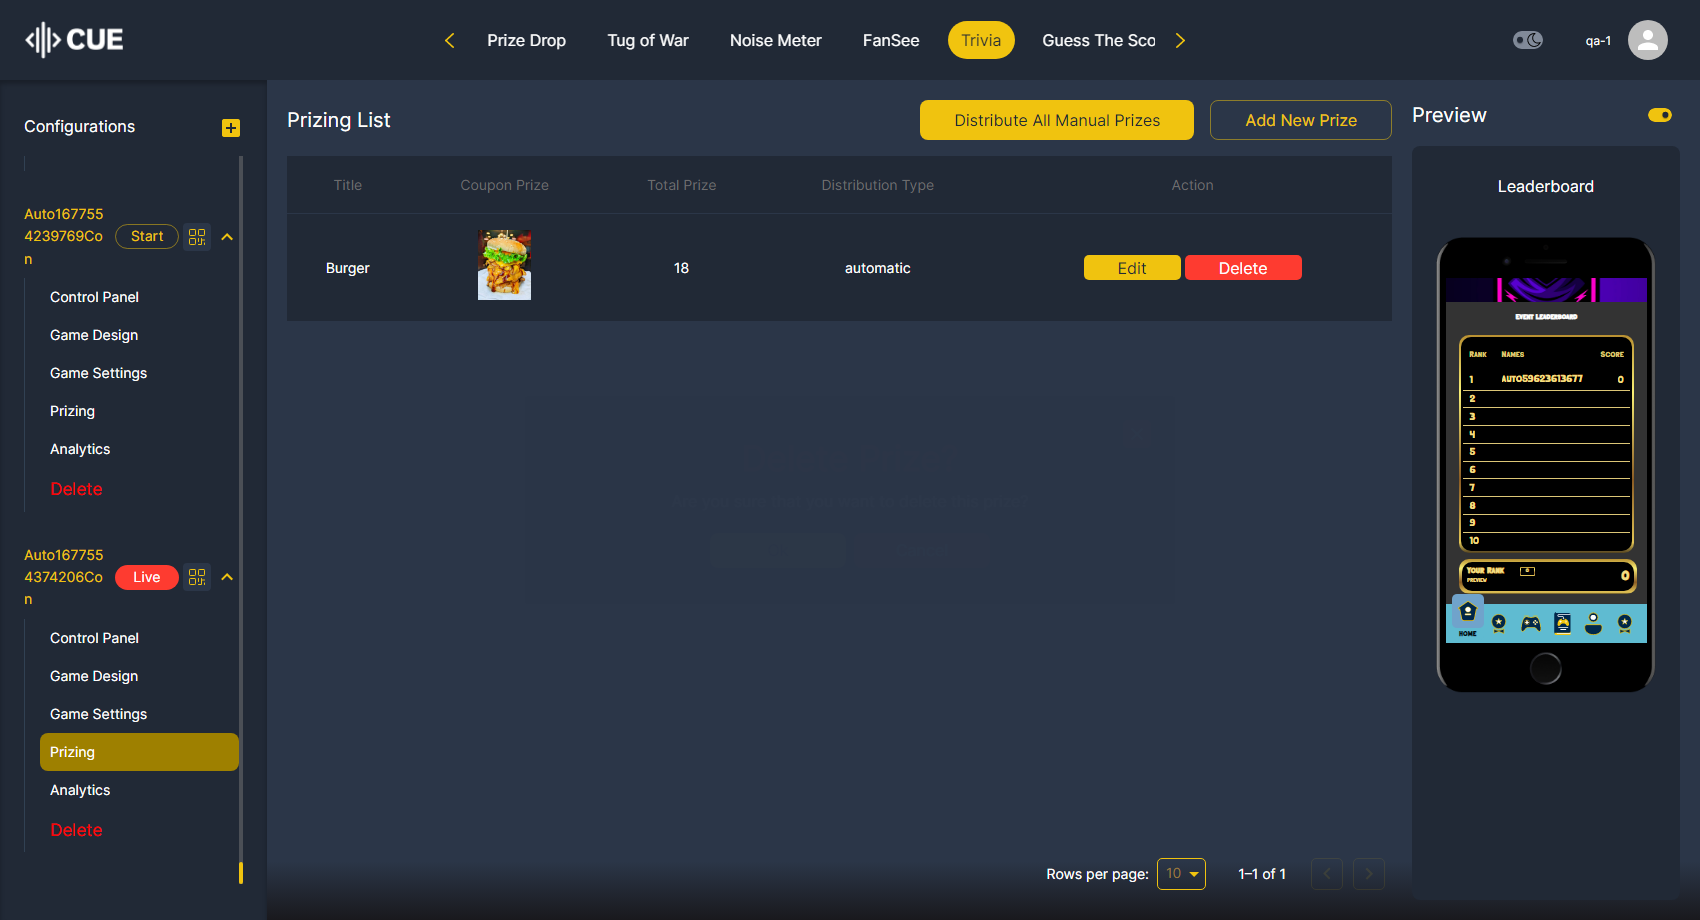 CUE
Prize Drop
Tug of War
Noise Meter
FanSee
Trivia
Guess The Sco
qa-1
Configurations
Auto167755
4239769Co
n
Start
Control Panel
Game Design
Game Settings
Prizing
Analytics
Delete
Auto167755
4374206Co
n
Live
Control Panel
Game Design
Game Settings
Prizing
Analytics
Delete
Prizing List
Distribute All Manual Prizes
Add New Prize
Title
Coupon Prize
Total Prize
Distribution Type
Action
Burger
18
automatic
Edit
Delete
Rows per page:
10
1–1 of 1
Preview
Leaderboard
EVENT LEADERBOARD
RANK NAMES SCORE
1 AUTO59623613677 0
2
3
4
5
6
7
8
9
10
YOUR RANK
0
PREVIEW
HOME